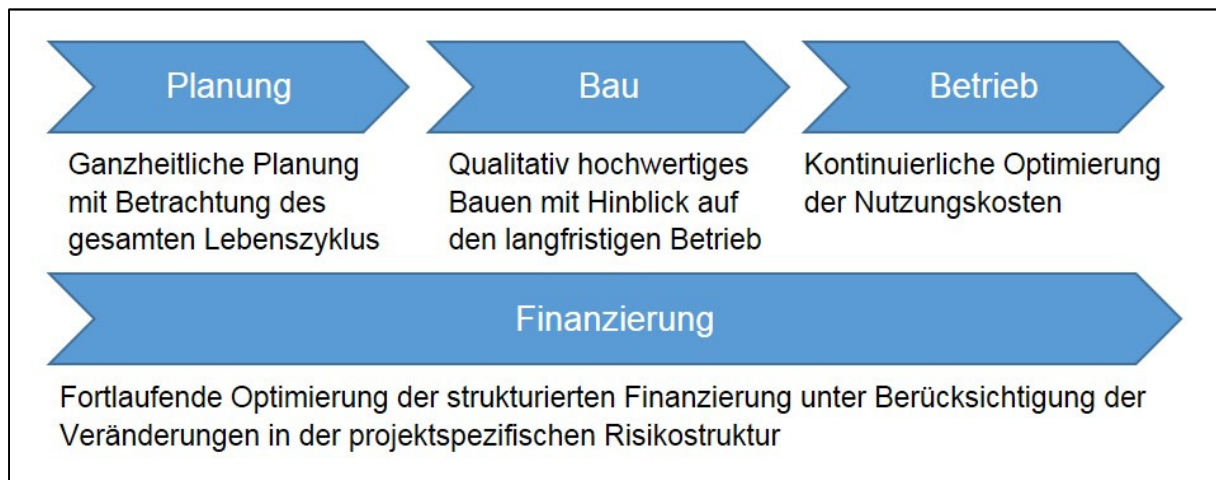 Planung
Bau
Betrieb
Ganzheitliche Planung
mit Betrachtung des
gesamten Lebenszyklus
Qualitativ hochwertiges
Bauen mit Hinblick auf
den langfristigen Betrieb
Kontinuierliche Optimierung
der Nutzungskosten
Finanzierung
Fortlaufende Optimierung der strukturierten Finanzierung unter Berücksichtigung der
Veränderungen in der projektspezifischen Risikostruktur